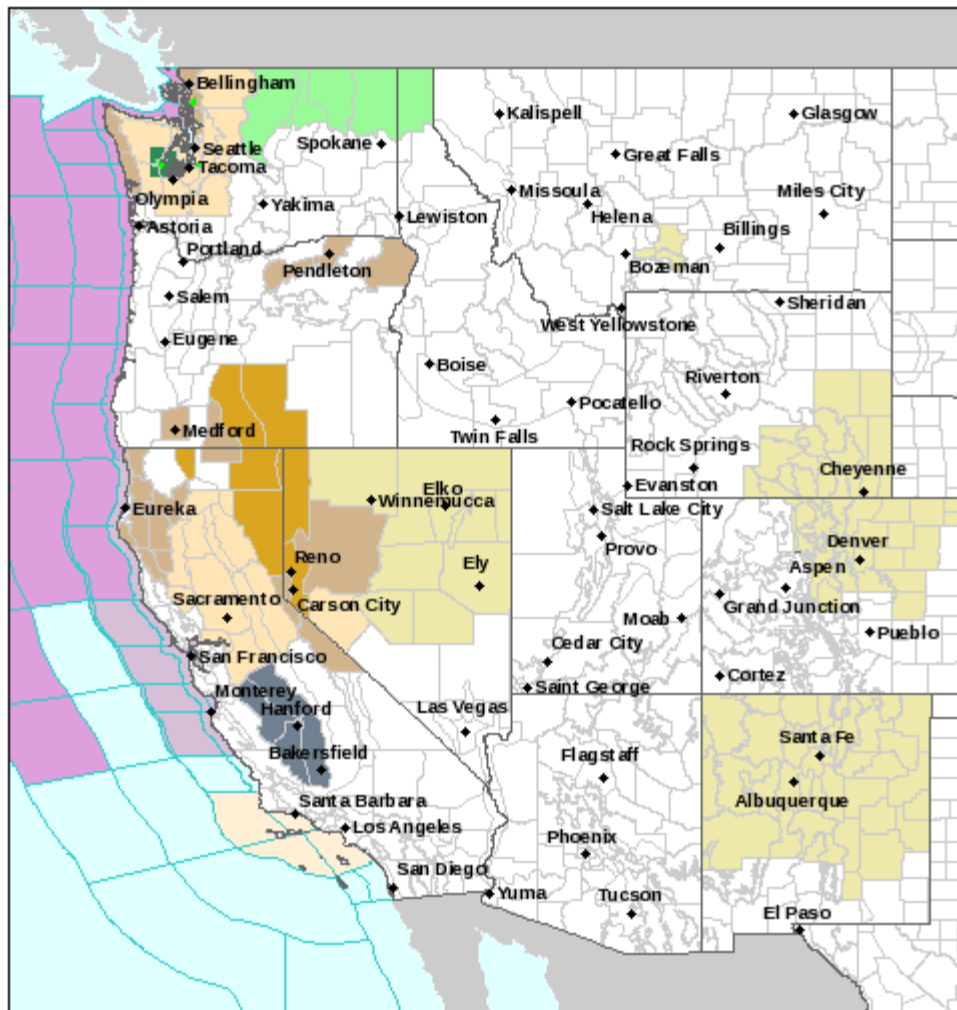 Bellingham
Kalispell
Glasgow
Seattle
Spokane
Great Falls
Tacoma
Missoula
Miles City
Olympia
Yakima
Helena
Lewiston
Astoria
Billings
Portland
Pendleton
Bozeman
Salem
Sheridan
West Yellowstone
Eugene
Boise
Riverton
Pocatello
Medford
Twin Falls
Rock Springs
Cheyenne
Elko
Evanston
Winnemucca
Eureka
Salt Lake City
Denver
Provo
Reno
Ely
Aspen
Sacramento
Carson City
Grand Junction
Moab
Pueblo
Cedar City
San Francisco
Cortez
Saint George
Monterey
Hanford
Las Vegas
Santa Fe
Bakersfield
Flagstaff
Albuquerque
Santa Barbara
Los Angeles
Phoenix
San Diego
Yuma
Tucson
El Paso